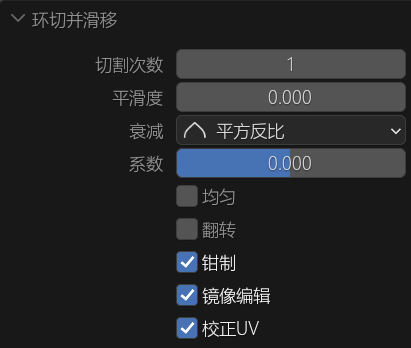 环切并滑移
切割次数 1
平滑度 0.000
衰减 平方反比
系数 0.000
均匀
翻转
钳制
镜像编辑
校正UV